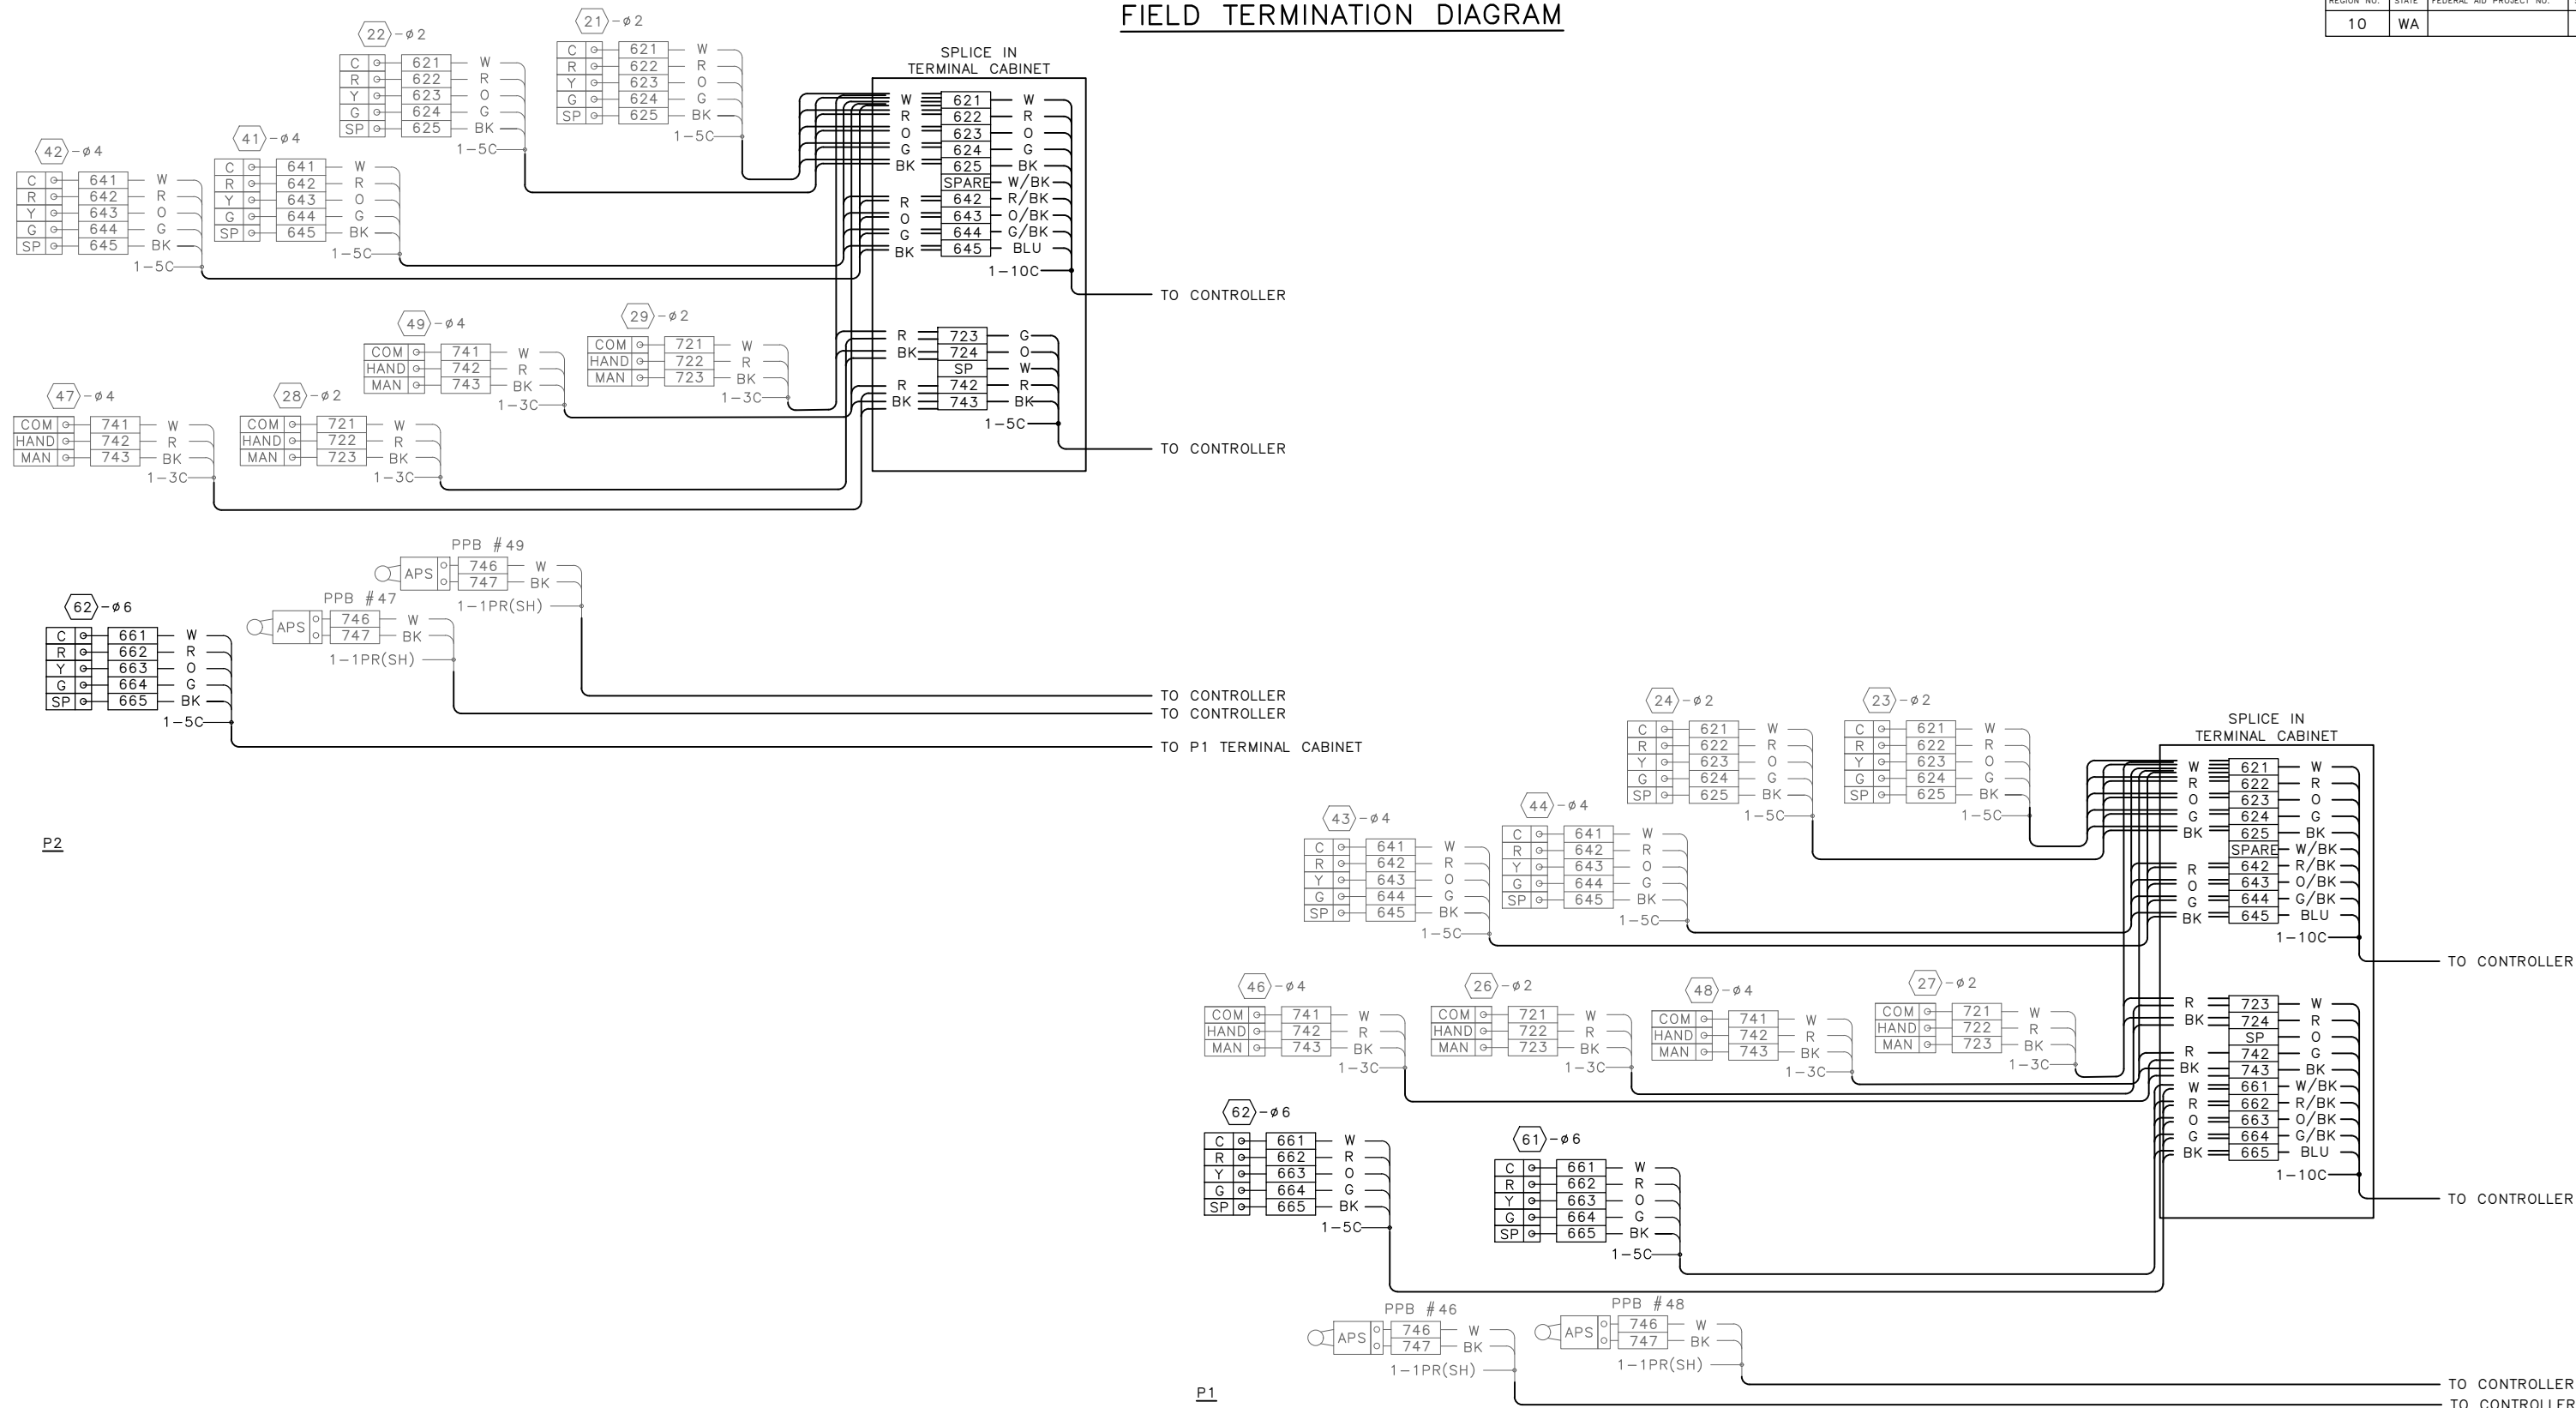 FIELD TERMINATION DIAGRAM
REGION NO. STATE FEDERAL AID PROJECT NO.
10 WA
22 -ø2
C 621 W
R 622 R
Y 623 O
G 624 G
SP 625 BK
1-5C
21 -ø2
C 621 W
R 622 R
Y 623 O
G 624 G
SP 625 BK
1-5C
42 -ø4
C 641 W
R 642 R
Y 643 O
G 644 G
SP 645 BK
1-5C
41 -ø4
C 641 W
R 642 R
Y 643 O
G 644 G
SP 645 BK
1-5C
SPLICE IN
TERMINAL CABINET
W 621 W
R 622 R
O 623 O
G 624 G
BK 625 BK
SPARE W/BK
R 642 R/BK
O 643 O/BK
G 644 G/BK
BK 645 BLU
1-10C
TO CONTROLLER
R 723 G
BK 724 O
SP W
R 742 R
BK 743 BK
1-5C
TO CONTROLLER
49 -ø4
COM 741 W
HAND 742 R
MAN 743 BK
1-3C
29 -ø2
COM 721 W
HAND 722 R
MAN 723 BK
1-3C
47 -ø4
COM 741 W
HAND 742 R
MAN 743 BK
1-3C
28 -ø2
COM 721 W
HAND 722 R
MAN 723 BK
1-3C
PPB #49
APS 746 W
747 BK
1-1PR(SH)
PPB #47
APS 746 W
747 BK
1-1PR(SH)
62 -ø6
C 661 W
R 662 R
Y 663 O
G 664 G
SP 665 BK
1-5C
TO CONTROLLER
TO CONTROLLER
TO P1 TERMINAL CABINET
P2
24 -ø2
C 621 W
R 622 R
Y 623 O
G 624 G
SP 625 BK
1-5C
23 -ø2
C 621 W
R 622 R
Y 623 O
G 624 G
SP 625 BK
1-5C
43 -ø4
C 641 W
R 642 R
Y 643 O
G 644 G
SP 645 BK
1-5C
44 -ø4
C 641 W
R 642 R
Y 643 O
G 644 G
SP 645 BK
1-5C
SPLICE IN
TERMINAL CABINET
W 621 W
R 622 R
O 623 O
G 624 G
BK 625 BK
SPARE W/BK
R 642 R/BK
O 643 O/BK
G 644 G/BK
BK 645 BLU
1-10C
TO CONTROLLER
R 723 W
BK 724 R
SP O
R 742 G
BK 743 BK
W 661 W/BK
R 662 R/BK
O 663 O/BK
G 664 G/BK
BK 665 BLU
1-10C
TO CONTROLLER
46 -ø4
COM 741 W
HAND 742 R
MAN 743 BK
1-3C
26 -ø2
COM 721 W
HAND 722 R
MAN 723 BK
1-3C
48 -ø4
COM 741 W
HAND 742 R
MAN 743 BK
1-3C
27 -ø2
COM 721 W
HAND 722 R
MAN 723 BK
1-3C
62 -ø6
C 661 W
R 662 R
Y 663 O
G 664 G
SP 665 BK
1-5C
61 -ø6
C 661 W
R 662 R
Y 663 O
G 664 G
SP 665 BK
1-5C
PPB #46
APS 746 W
747 BK
1-1PR(SH)
PPB #48
APS 746 W
747 BK
1-1PR(SH)
TO CONTROLLER
TO CONTROLLER
P1